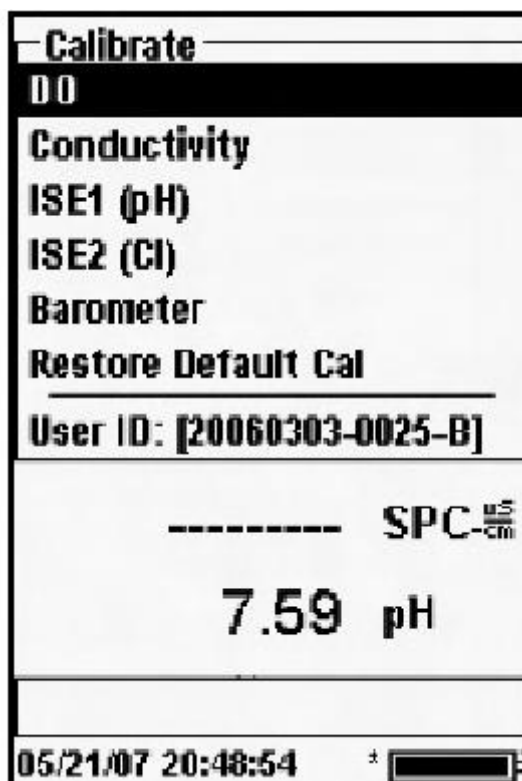 Calibrate
DO
Conductivity
ISE1 (pH)
ISE2 (Cl)
Barometer
Restore Default Cal
User ID: [20060303-0025-B]
--------- SPC-uS/cm
7.59 pH
05/21/07 20:48:54 *